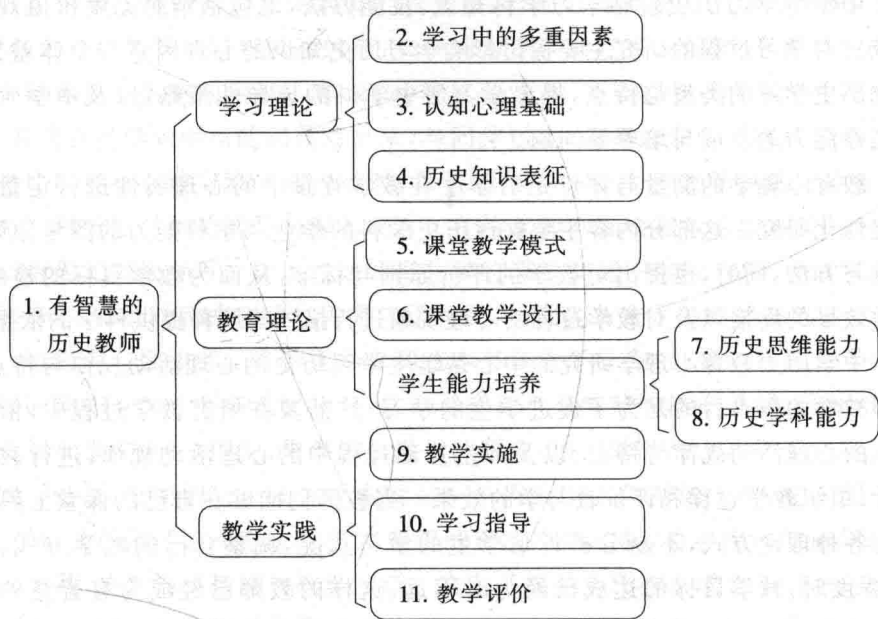 1. 有智慧的
历史教师
学习理论
2. 学习中的多重因素
3. 认知心理基础
4. 历史知识表征
教育理论
5. 课堂教学模式
6. 课堂教学设计
学生能力培养
7. 历史思维能力
8. 历史学科能力
教学实践
9. 教学实施
10. 学习指导
11. 教学评价